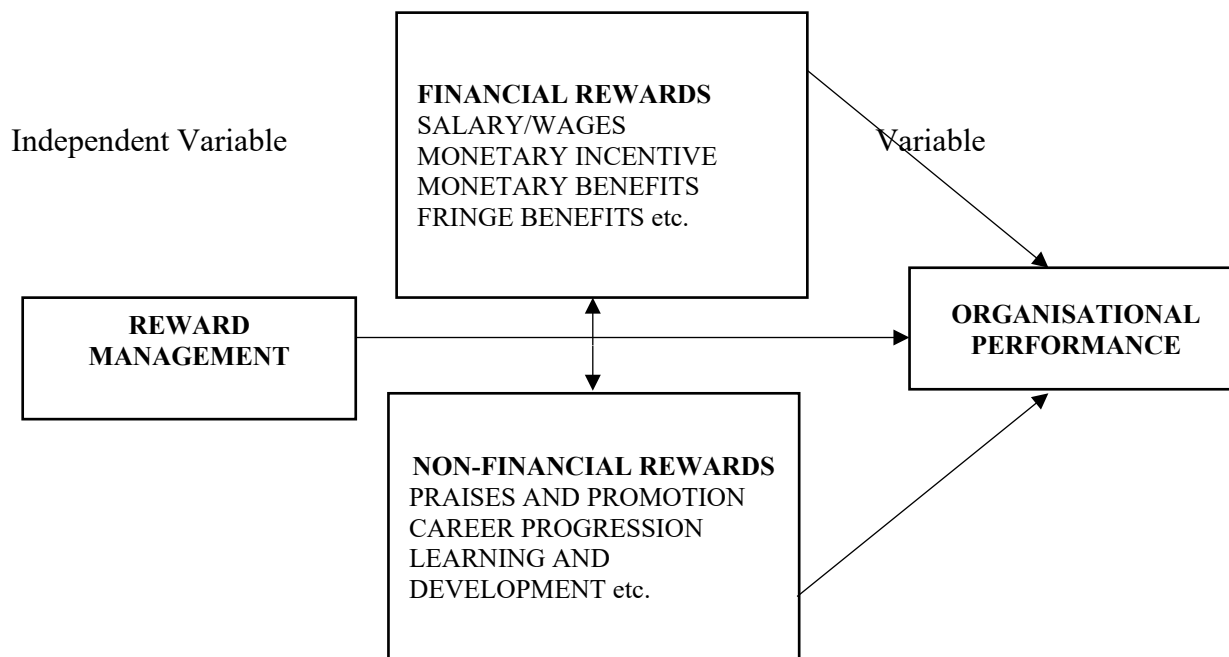 FINANCIAL REWARDS
SALARY/WAGES
MONETARY INCENTIVE
MONETARY BENEFITS
FRINGE BENEFITS etc.
Independent Variable
Variable
REWARD
MANAGEMENT
ORGANISATIONAL
PERFORMANCE
NON-FINANCIAL REWARDS
PRAISES AND PROMOTION
CAREER PROGRESSION
LEARNING AND
DEVELOPMENT etc.